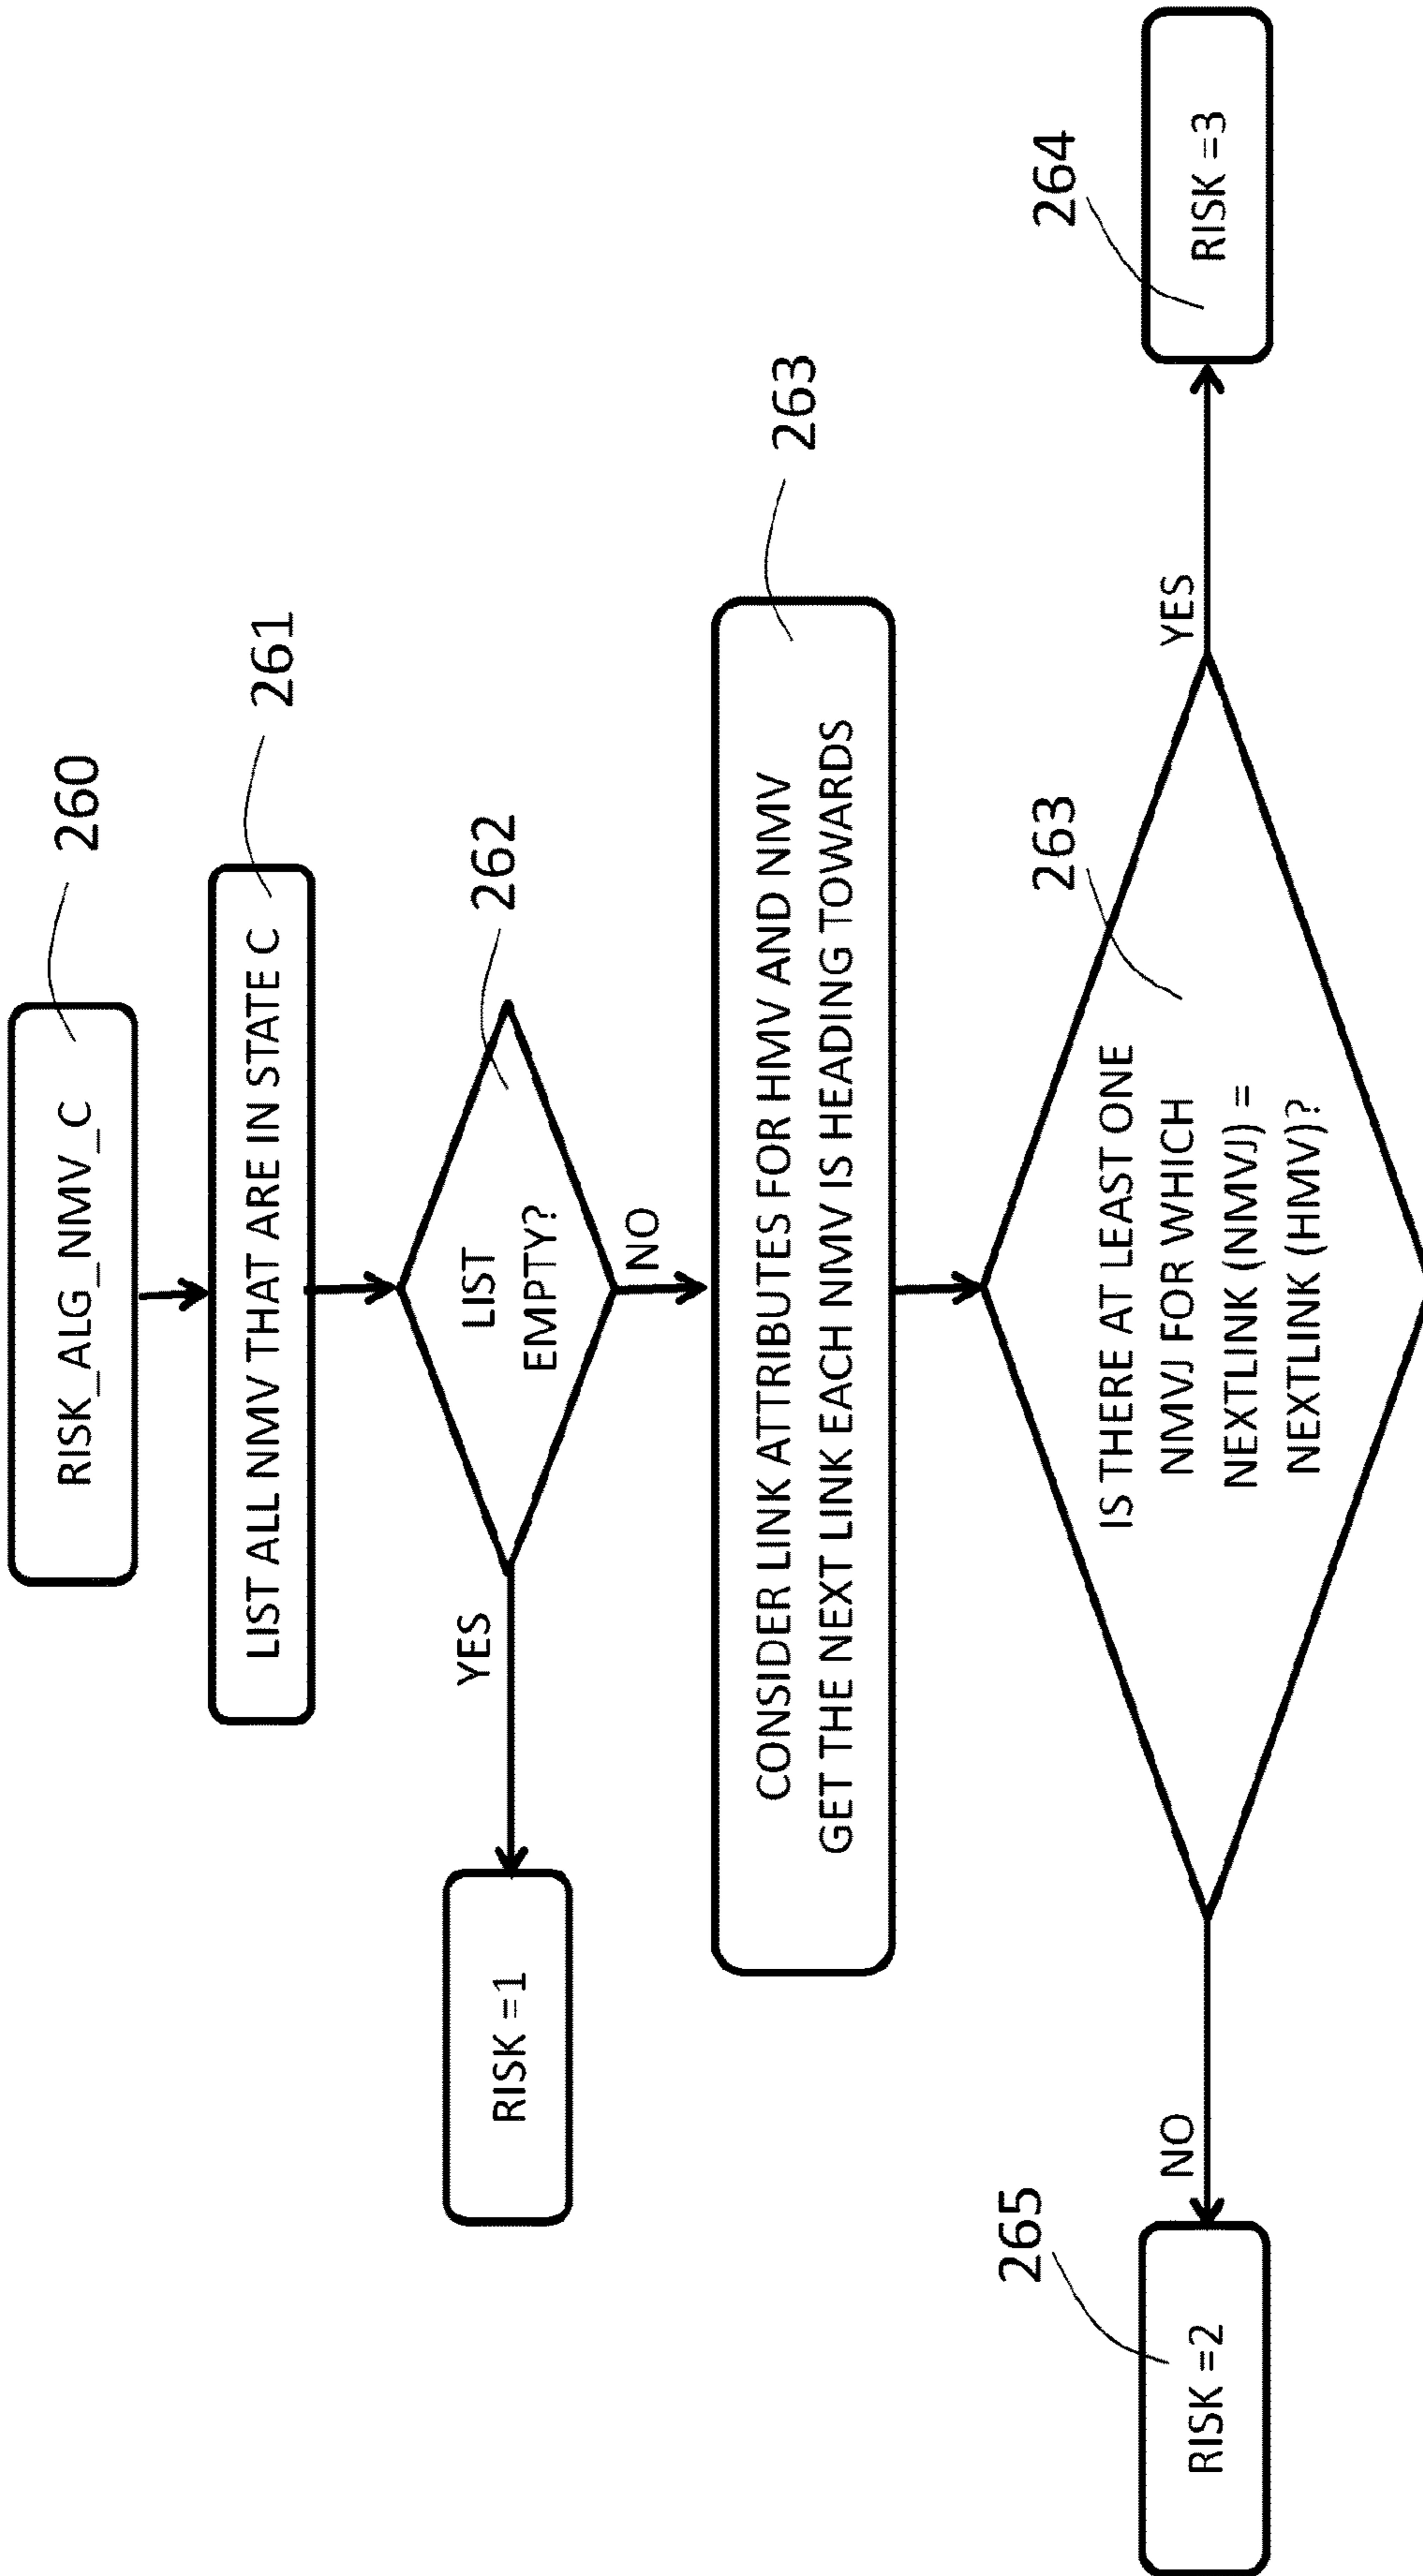 RISK_ALG_NMV_C
260
LIST ALL NMV THAT ARE IN STATE C
261
LIST
EMPTY?
262
YES
NO
RISK =1
CONSIDER LINK ATTRIBUTES FOR HMV AND NMV
GET THE NEXT LINK EACH NMV IS HEADING TOWARDS
263
IS THERE AT LEAST ONE
NMVJ FOR WHICH
NEXTLINK (NMVJ) =
NEXTLINK (HMV)?
263
NO
YES
RISK =2
265
RISK =3
264